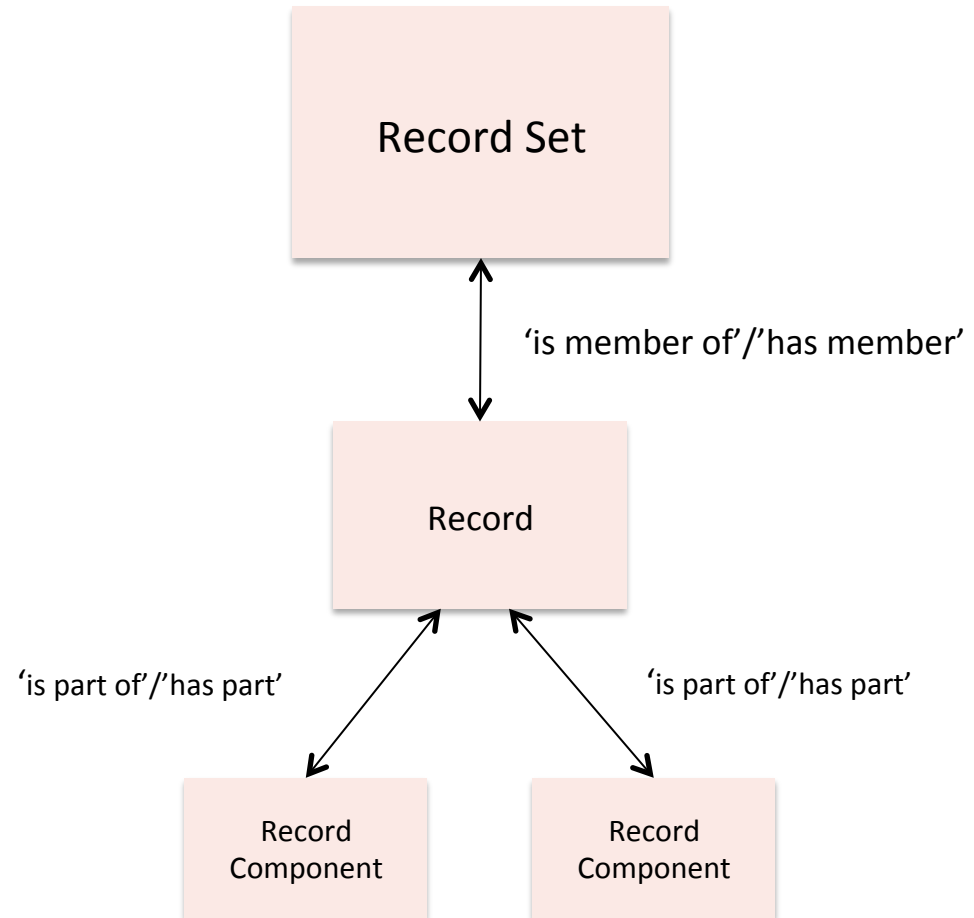 Record Set
‘is member of’/’has member’
Record
‘is part of’/’has part’
‘is part of’/’has part’
Record
Component
Record
Component